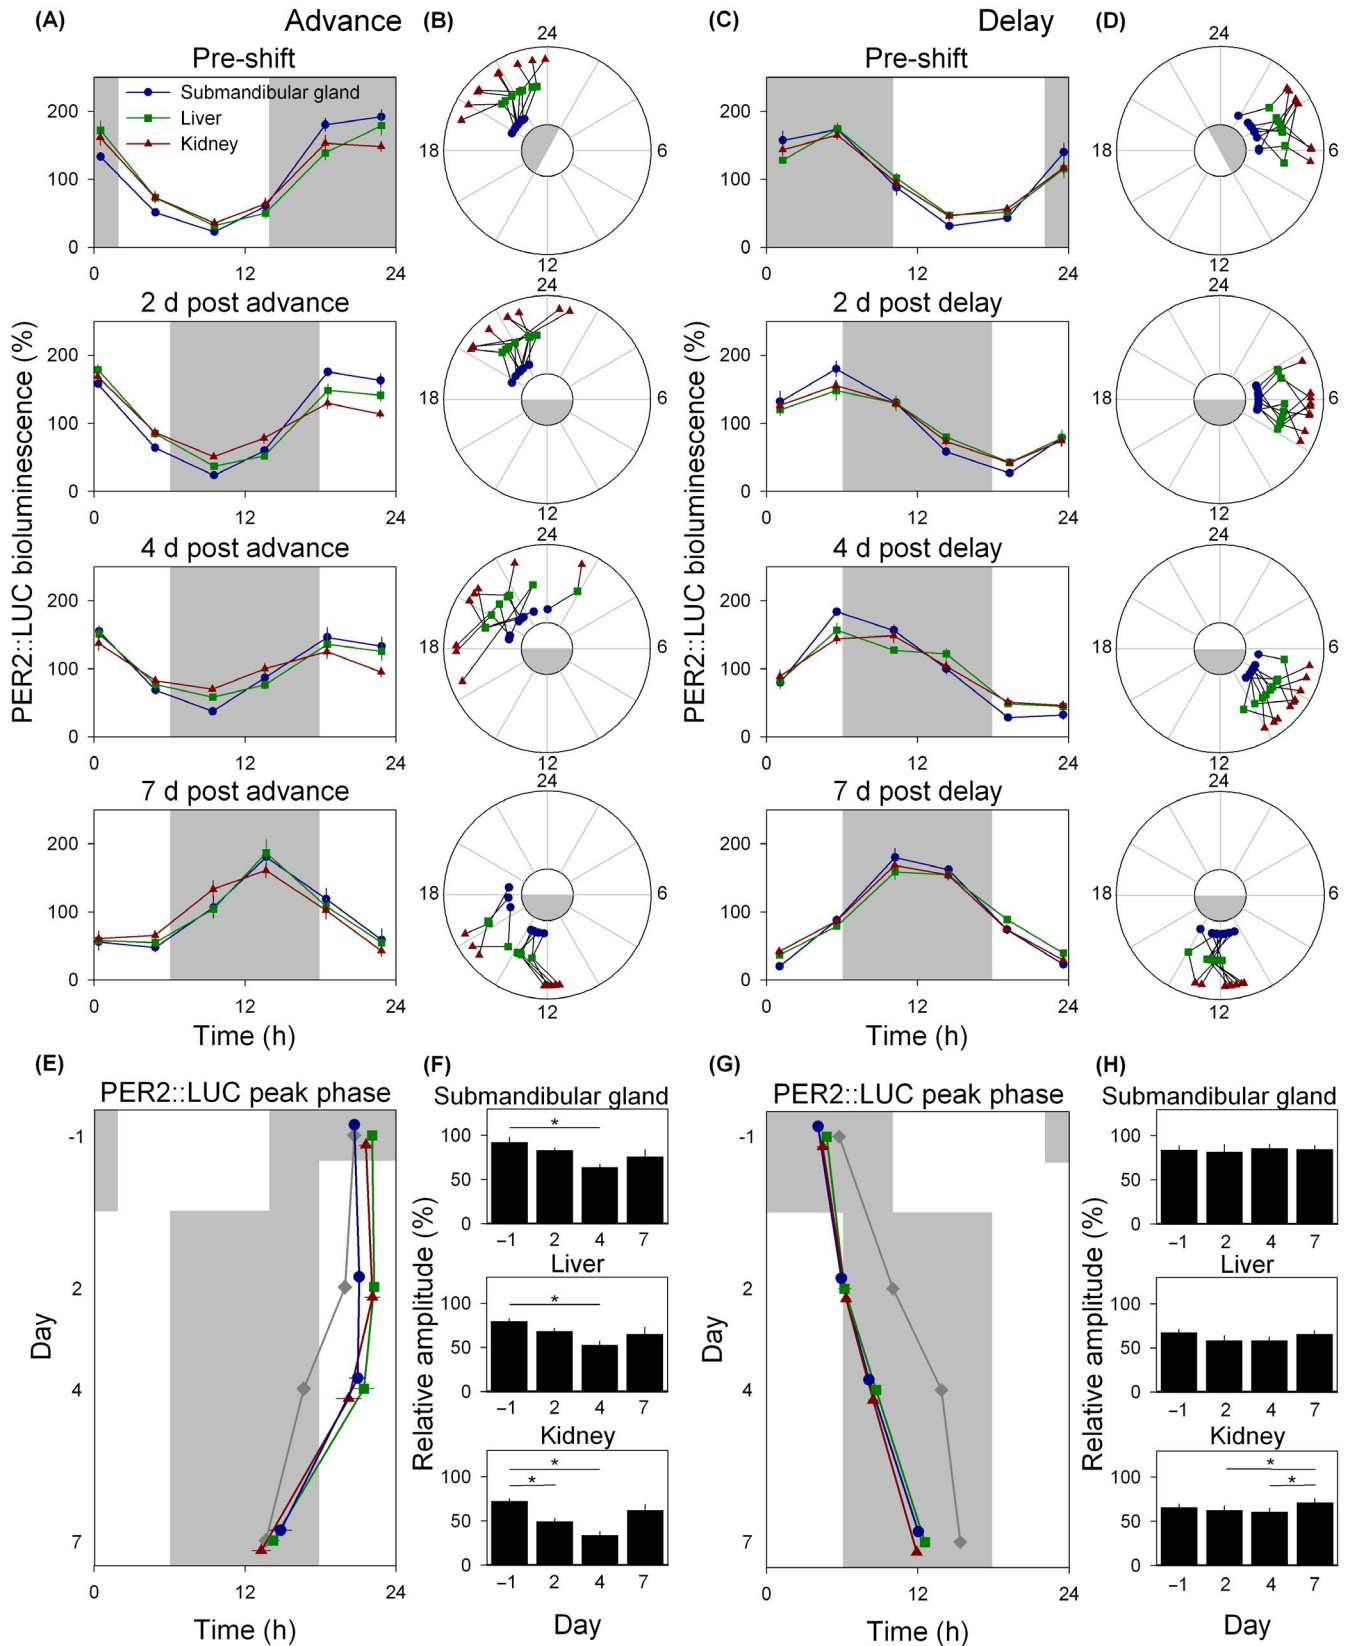 (A) Advance (B) (C) Delay (D)
Pre-shift
Submandibular gland
Liver
Kidney
200
100
0
0 12 24
24
18
6
12
Pre-shift
200
100
0
0 12 24
24
18
6
12
PER2::LUC bioluminescence (%)
2 d post advance
200
100
0
0 12 24
24
18
6
12
PER2::LUC bioluminescence (%)
2 d post delay
200
100
0
0 12 24
24
18
6
12
4 d post advance
200
100
0
0 12 24
24
18
6
12
4 d post delay
200
100
0
0 12 24
24
18
6
12
7 d post advance
200
100
0
0 12 24
Time (h)
24
18
6
12
7 d post delay
200
100
0
0 12 24
Time (h)
24
18
6
12
(E)
PER2::LUC peak phase
Day
-1
2
4
7
0 12 24
Time (h)
(F)
Relative amplitude (%)
Submandibular gland
*
100
50
0
−1 2 4 7
Liver
*
100
50
0
−1 2 4 7
Kidney
*
*
100
50
0
−1 2 4 7
Day
(G)
PER2::LUC peak phase
Day
-1
2
4
7
0 12 24
Time (h)
(H)
Relative amplitude (%)
Submandibular gland
100
50
0
−1 2 4 7
Liver
100
50
0
−1 2 4 7
Kidney
*
*
100
50
0
−1 2 4 7
Day